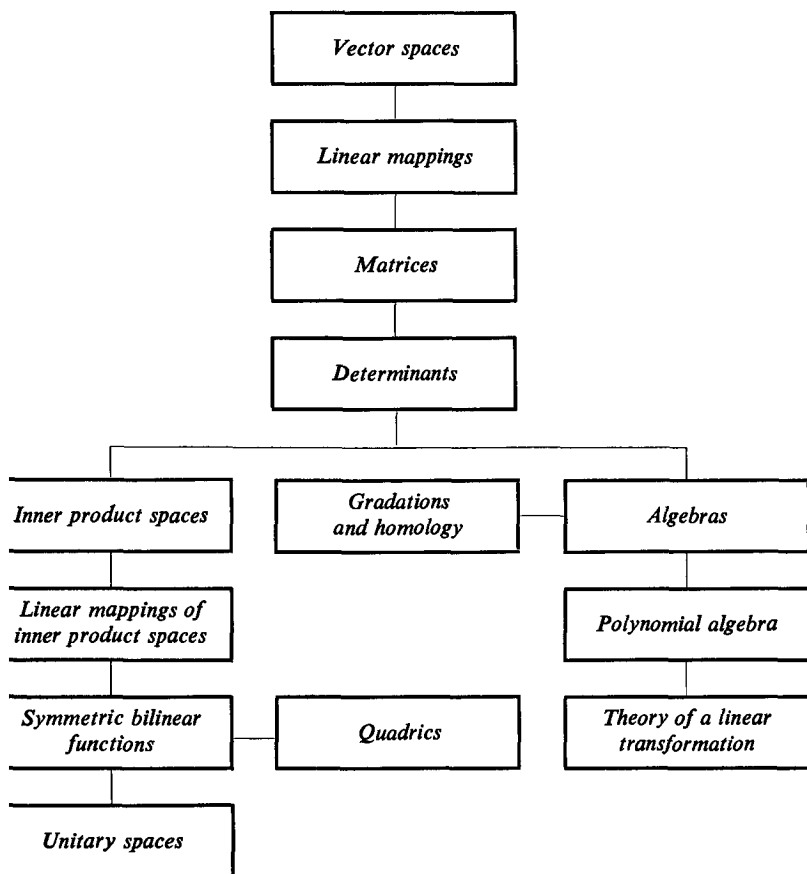 Vector spaces
Linear mappings
Matrices
Determinants
Inner product spaces
Gradations
and homology
Algebras
Linear mappings of
inner product spaces
Polynomial algebra
Symmetric bilinear
functions
Quadrics
Theory of a linear
transformation
Unitary spaces